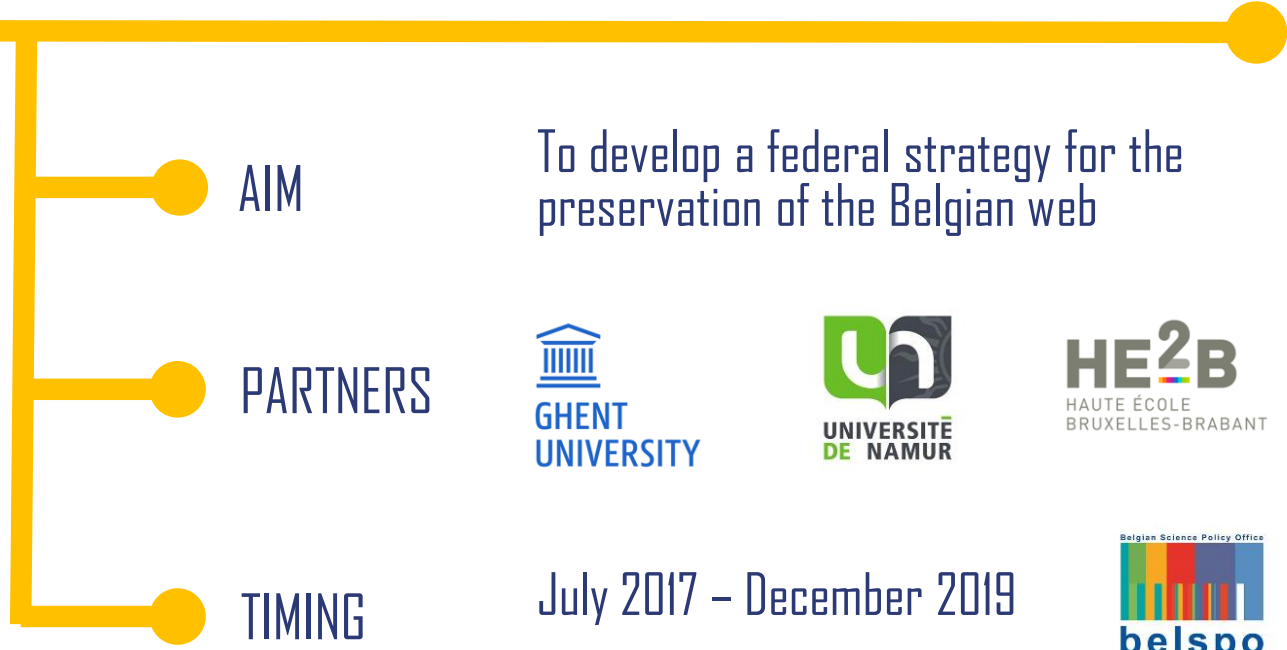 AIM
To develop a federal strategy for the
preservation of the Belgian web
PARTNERS
GHENT
UNIVERSITY
UNIVERSITÉ
DE NAMUR
HE2B
HAUTE ÉCOLE
BRUXELLES-BRABANT
TIMING
July 2017 – December 2019
Belgian Science Policy Office
belspo